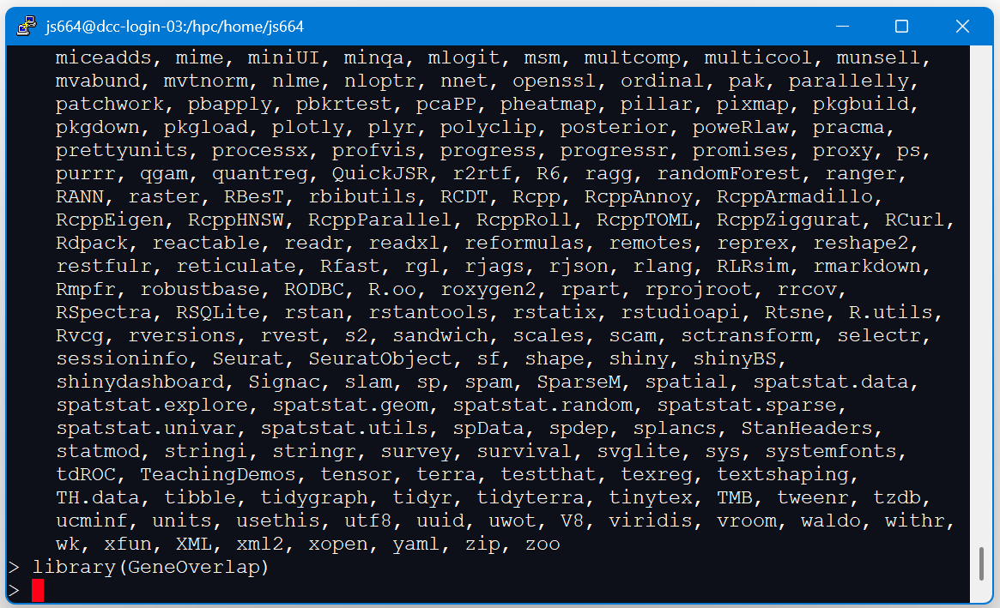 js664@dcc-login-03:/hpc/home/js664
miceadds, mime, miniUI, minqa, mlogit, msm, multcomp, multicool, munsell,
mvabund, mvtnorm, nlme, nloptr, nnet, openssl, ordinal, pak, parallelly,
patchwork, pbapply, pbkrtest, pcaPP, pheatmap, pillar, pixmap, pkgbuild,
pkgdown, pkgload, plotly, plyr, polyclip, posterior, poweRlaw, pracma,
prettyunits, processx, profvis, progress, progressr, promises, proxy, ps,
purrr, qgam, quantreg, QuickJSR, r2rtf, R6, ragg, randomForest, ranger,
RANN, raster, RBesT, rbibutils, RCDT, Rcpp, RcppAnnoy, RcppArmadillo,
RcppEigen, RcppHNSW, RcppParallel, RcppRoll, RcppTOML, RcppZiggurat, RCurl,
Rdpack, reactable, readr, readxl, reformulas, remotes, reprex, reshape2,
restfulr, reticulate, Rfast, rgl, rjags, rjson, rlang, RLRsim, rmarkdown,
Rmpfr, robustbase, RODBC, R.oo, roxygen2, rpart, rprojroot, rrcov,
RSpectra, RSQLite, rstan, rstantools, rstatix, rstudioapi, Rtsne, R.utils,
Rvcg, rversions, rvest, s2, sandwich, scales, scam, sctransform, selectr,
sessioninfo, Seurat, SeuratObject, sf, shape, shiny, shinyBS,
shinydashboard, Signac, slam, sp, spam, SparseM, spatial, spatstat.data,
spatstat.explore, spatstat.geom, spatstat.random, spatstat.sparse,
spatstat.univar, spatstat.utils, spData, spdep, splancs, StanHeaders,
statmod, stringi, stringr, survey, survival, svglite, sys, systemfonts,
tdROC, TeachingDemos, tensor, terra, testthat, texreg, textshaping,
TH.data, tibble, tidygraph, tidyr, tidyterra, tinytex, TMB, tweenr, tzdb,
ucminf, units, usethis, utf8, uuid, uwot, V8, viridis, vroom, waldo, withr,
wk, xfun, XML, xml2, xopen, yaml, zip, zoo
> library(GeneOverlap)
>